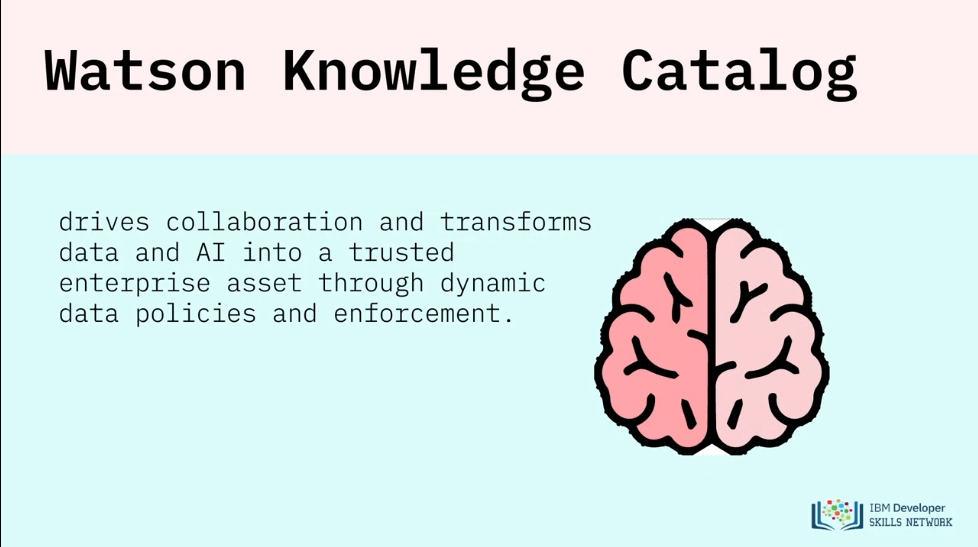 Watson Knowledge Catalog
drives collaboration and transforms
data and AI into a trusted
enterprise asset through dynamic
data policies and enforcement.
IBM Developer
SKILLS NETWORK